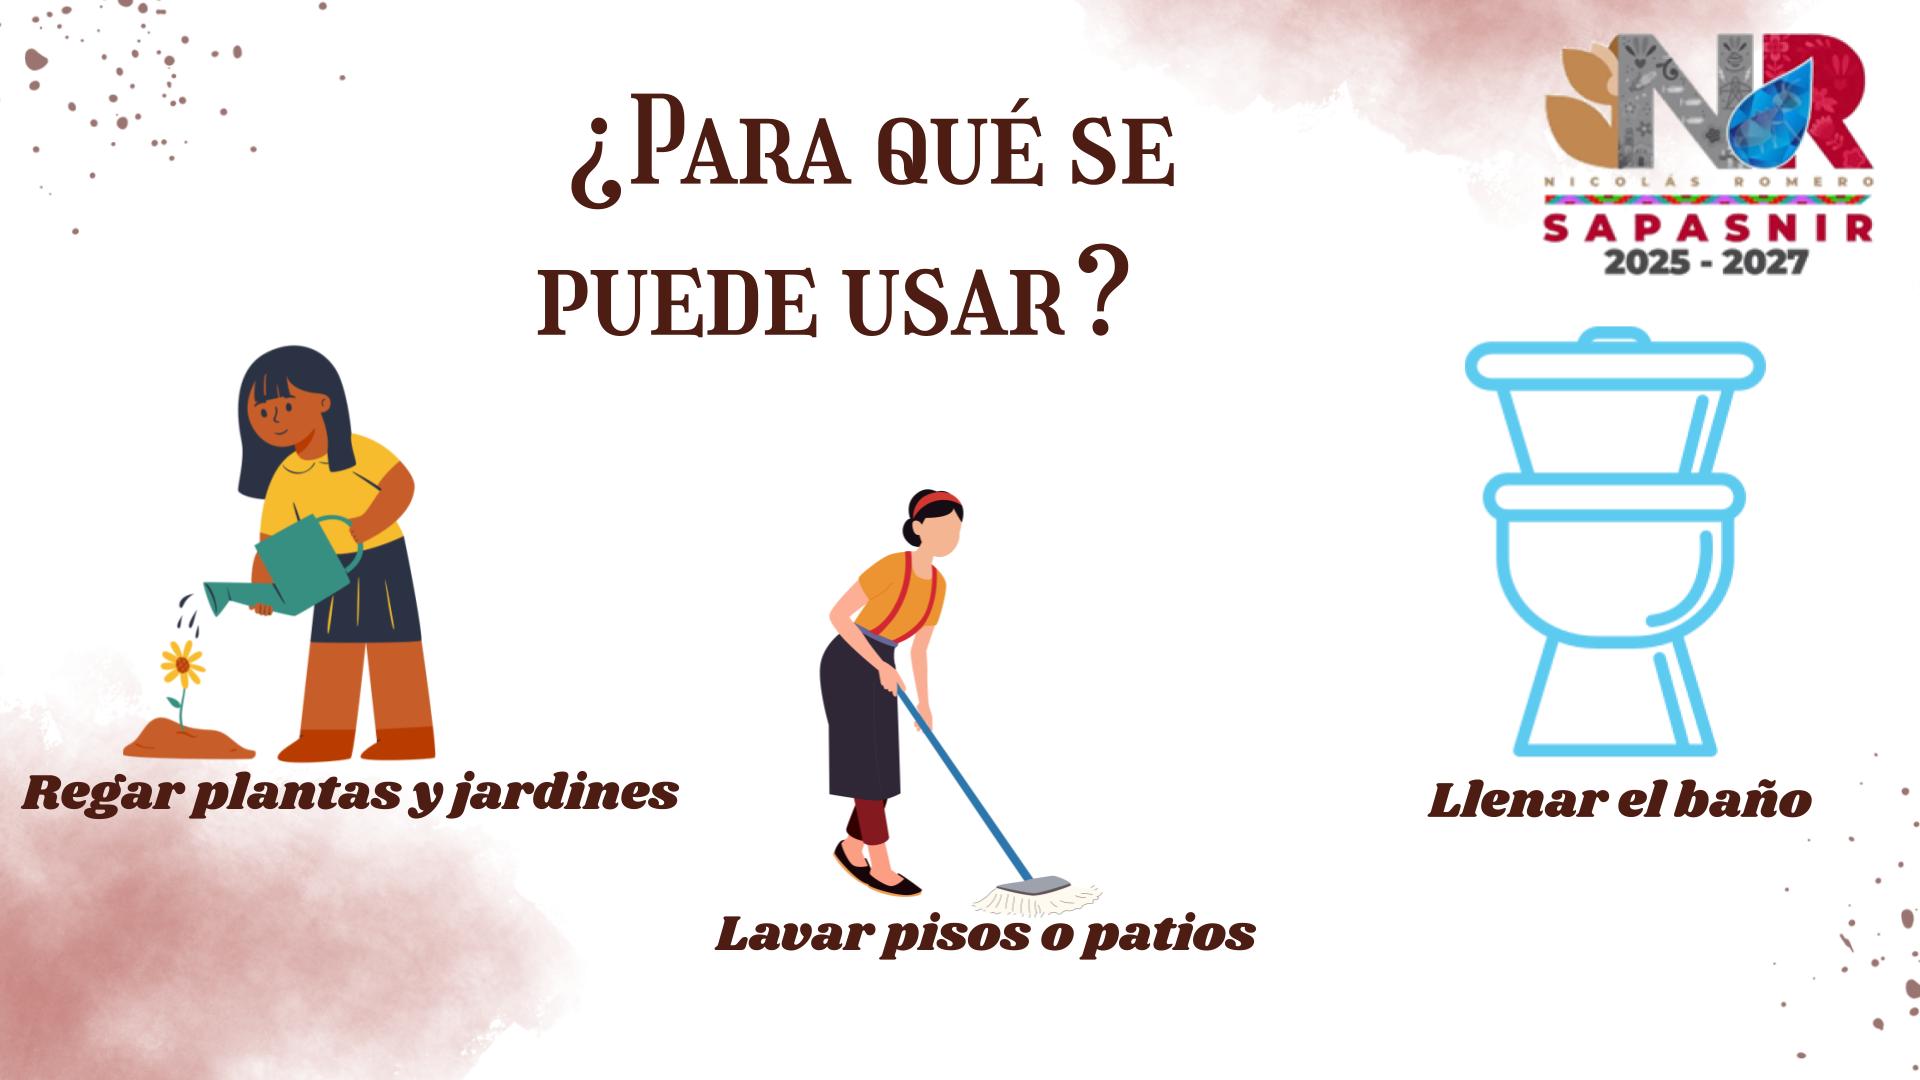 ¿Para qué se
puede usar?
NR
NICOLÁS ROMERO
SAPASNIR
2025 - 2027
Regar plantas y jardines
Lavar pisos o patios
Llenar el baño